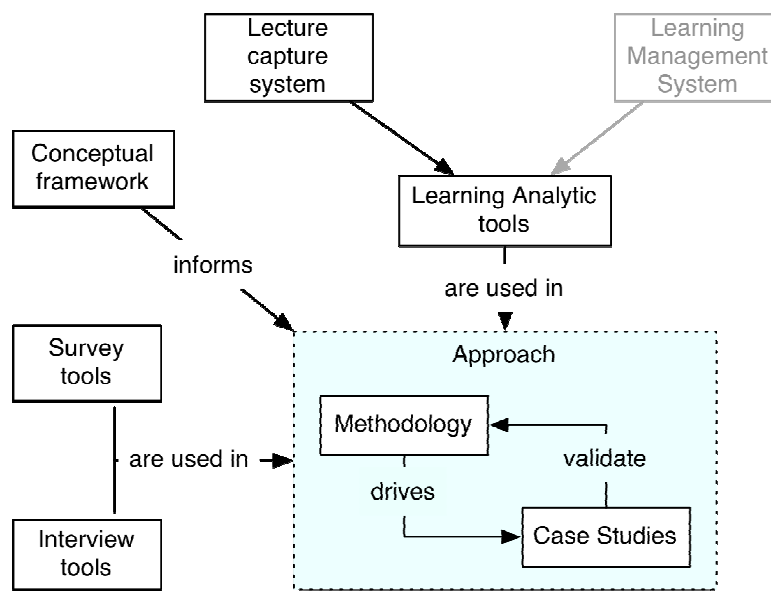 Lecture
capture
system
Learning
Management
System
Conceptual
framework
Learning Analytic
tools
informs
are used in
Survey
tools
Approach
Methodology
are used in
validate
drives
Interview
tools
Case Studies